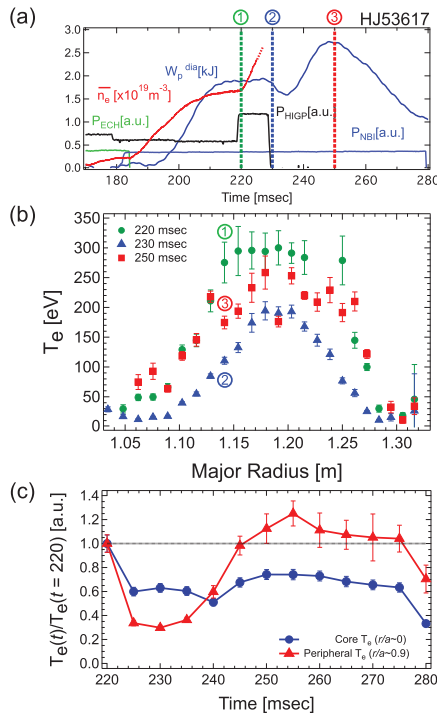 (a)
① ② ③ HJ53617
3.0
2.5
2.0
1.5
1.0
0.5
0.0
W_p^dia[kJ]
n_e [x10^19 m^-3]
P_ECH[a.u.]
P_HIGP[a.u.]
P_NBI[a.u.]
180 200 220 240 260 280
Time [msec]
(b)
350
300
250
200
150
100
50
0
T_e [eV]
220 msec
230 msec
250 msec
①
③
②
1.05 1.10 1.15 1.20 1.25 1.30
Major Radius [m]
(c)
1.4
1.2
1.0
0.8
0.6
0.4
0.2
0.0
T_e(t)/T_e(t = 220) [a.u.]
Core T_e (r/a~0)
Peripheral T_e (r/a~0.9)
220 230 240 250 260 270 280
Time [msec]